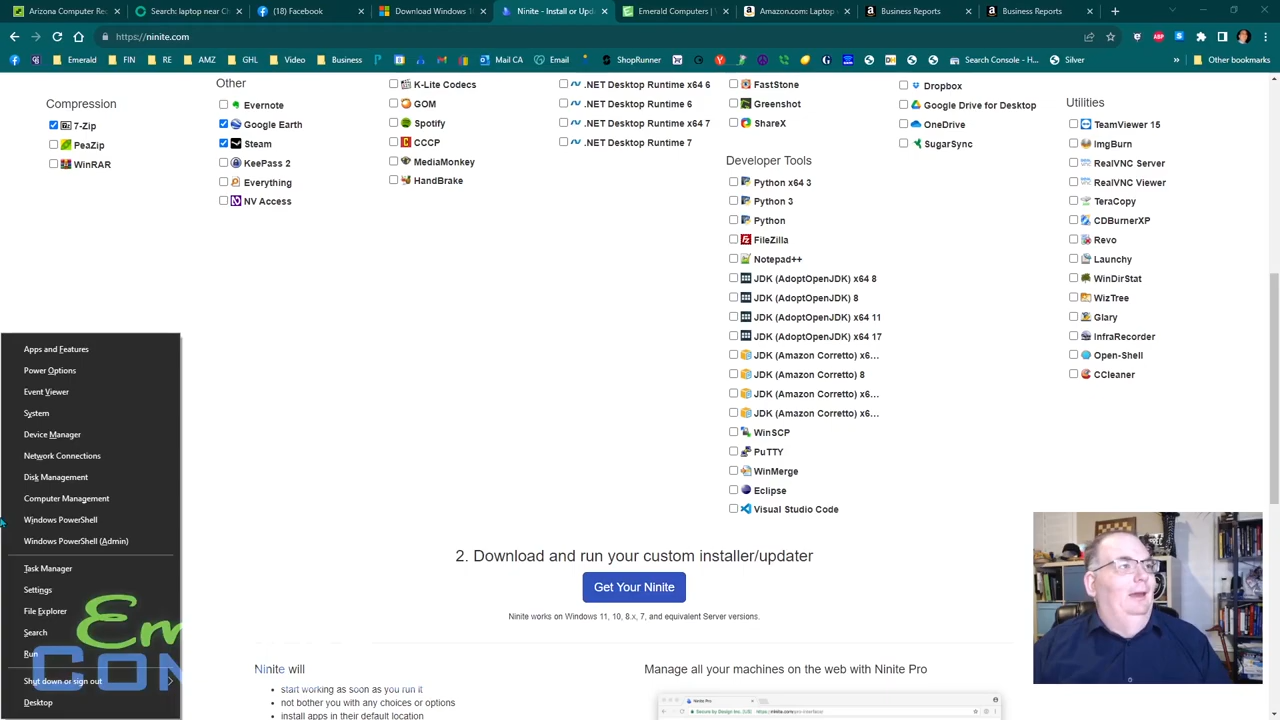 Arizona Computer Rec
Search: laptop near Ch
(18) Facebook
Download Windows 1
Ninite - Install or Upd
Emerald Computers \
Amazon.com: Laptop
Business Reports
Business Reports
https://ninite.com
Emerald
FIN
RE
AMZ
GHL
Video
Business
Mail CA
Email
ShopRunner
Search Console - H...
Silver
Other bookmarks
Compression
7-Zip
PeaZip
WinRAR
Other
Evernote
Google Earth
Steam
KeePass 2
Everything
NV Access
K-Lite Codecs
GOM
Spotify
CCCP
MediaMonkey
HandBrake
.NET Desktop Runtime x64 6
.NET Desktop Runtime 6
.NET Desktop Runtime x64 7
.NET Desktop Runtime 7
FastStone
Greenshot
ShareX
Developer Tools
Python x64 3
Python 3
Python
FileZilla
Notepad++
JDK (AdoptOpenJDK) x64 8
JDK (AdoptOpenJDK) 8
JDK (AdoptOpenJDK) x64 11
JDK (AdoptOpenJDK) x64 17
JDK (Amazon Corretto) x6...
JDK (Amazon Corretto) 8
JDK (Amazon Corretto) x6...
JDK (Amazon Corretto) x6...
WinSCP
PuTTY
WinMerge
Eclipse
Visual Studio Code
Dropbox
Google Drive for Desktop
OneDrive
SugarSync
Utilities
TeamViewer 15
ImgBurn
RealVNC Server
RealVNC Viewer
TeraCopy
CDBurnerXP
Revo
Launchy
WinDirStat
WizTree
Glary
InfraRecorder
Open-Shell
CCleaner
Apps and Features
Power Options
Event Viewer
System
Device Manager
Network Connections
Disk Management
Computer Management
Windows PowerShell
Windows PowerShell (Admin)
Task Manager
Settings
File Explorer
Search
Run
Shut down or sign out
Desktop
Em
2. Download and run your custom installer/updater
Get Your Ninite
Ninite works on Windows 11, 10, 8.x, 7, and equivalent Server versions.
Ninite will
start working as soon as you run it
not bother you with any choices or options
install apps in their default location
Manage all your machines on the web with Ninite Pro
Ninite Pro